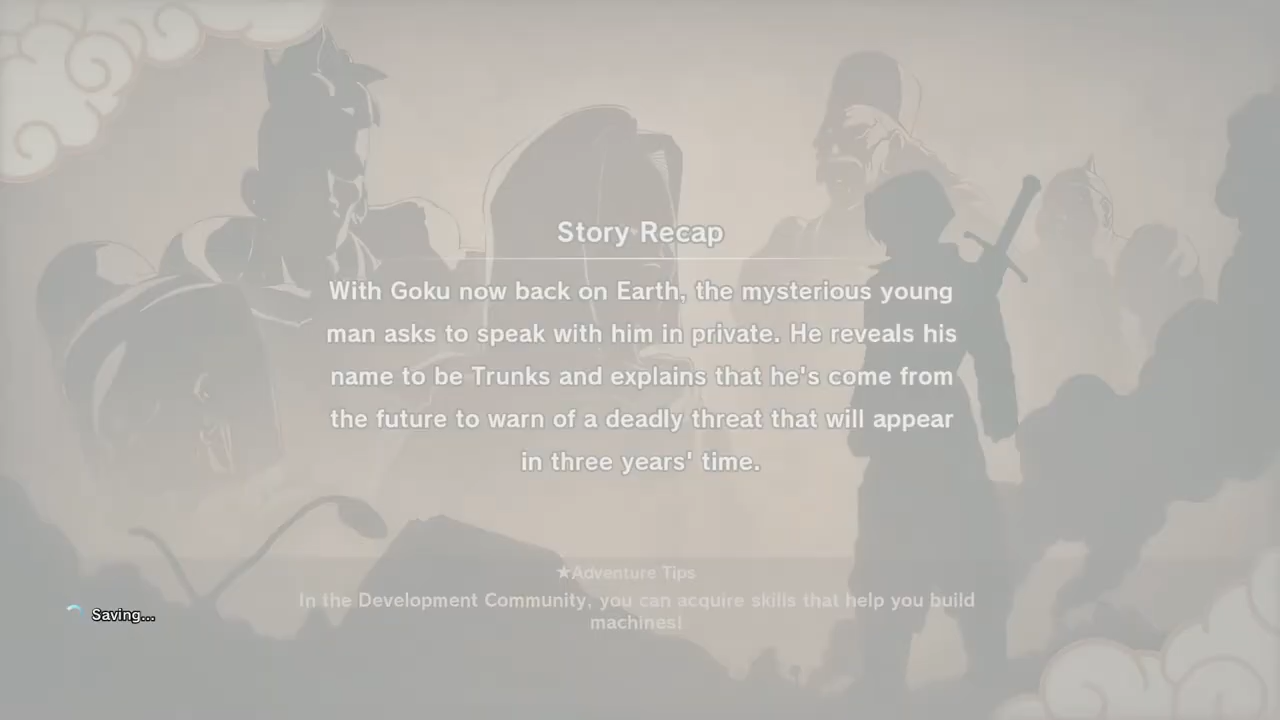 Story Recap
With Goku now back on Earth, the mysterious young
man asks to speak with him in private. He reveals his
name to be Trunks and explains that he's come from
the future to warn of a deadly threat that will appear
in three years' time.
★Adventure Tips
In the Development Community, you can acquire skills that help you build
machines!
Saving...